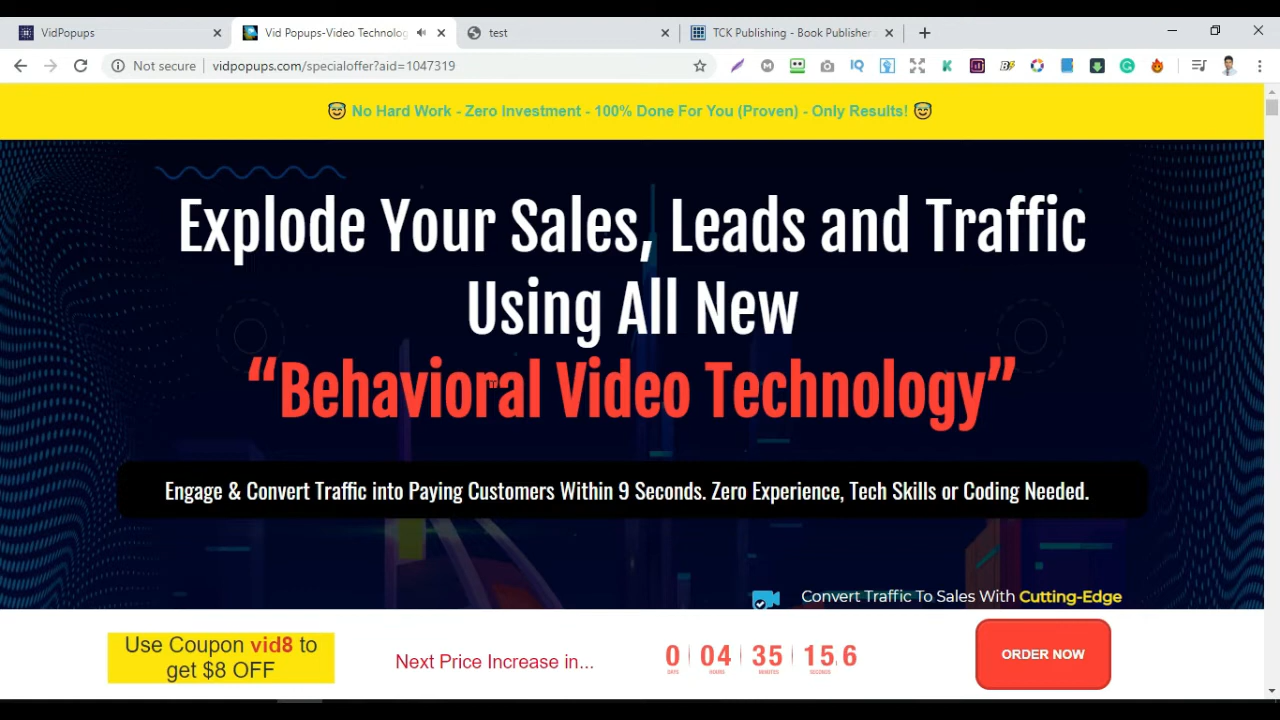 VidPopups
Vid Popups-Video Technolog
test
TCK Publishing - Book Publisher
Not secure
vidpopups.com/specialoffer?aid=1047319
No Hard Work - Zero Investment - 100% Done For You (Proven) - Only Results!
Explode Your Sales, Leads and Traffic
Using All New
“Behavioral Video Technology”
Engage & Convert Traffic into Paying Customers Within 9 Seconds. Zero Experience, Tech Skills or Coding Needed.
Convert Traffic To Sales With Cutting-Edge
Use Coupon vid8 to
get $8 OFF
Next Price Increase in...
0 04 35 15.6
DAYS HOURS MINUTES SECONDS
ORDER NOW